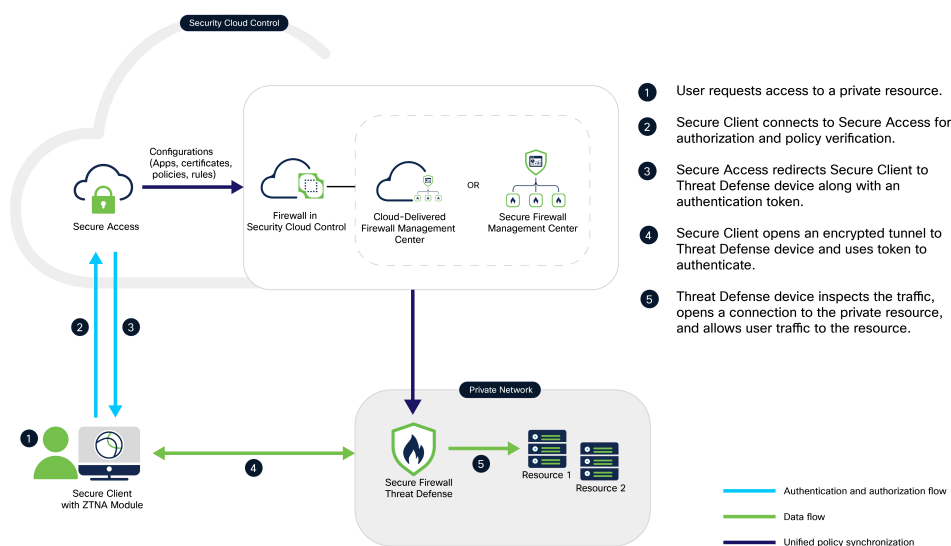 Security Cloud Control
Configurations
(Apps, certificates,
policies, rules)
Secure Access
Firewall in
Security Cloud Control
Cloud-Delivered
Firewall Management
Center
OR
Secure Firewall
Management Center
1
User requests access to a private resource.
2
Secure Client connects to Secure Access for
authorization and policy verification.
3
Secure Access redirects Secure Client to
Threat Defense device along with an
authentication token.
4
Secure Client opens an encrypted tunnel to
Threat Defense device and uses token to
authenticate.
5
Threat Defense device inspects the traffic,
opens a connection to the private resource,
and allows user traffic to the resource.
2
3
Private Network
1
Secure Client
with ZTNA Module
4
Secure Firewall
Threat Defense
5
Resource 1
Resource 2
Authentication and authorization flow
Data flow
Unified policy synchronization